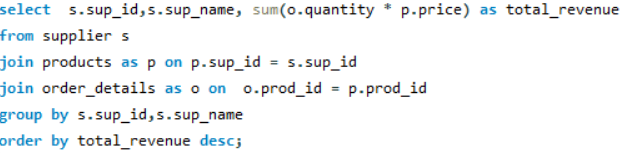 select  s.sup_id,s.sup_name, sum(o.quantity * p.price) as total_revenue
from supplier s
join products as p on p.sup_id = s.sup_id
join order_details as o on  o.prod_id = p.prod_id
group by s.sup_id,s.sup_name
order by total_revenue desc;